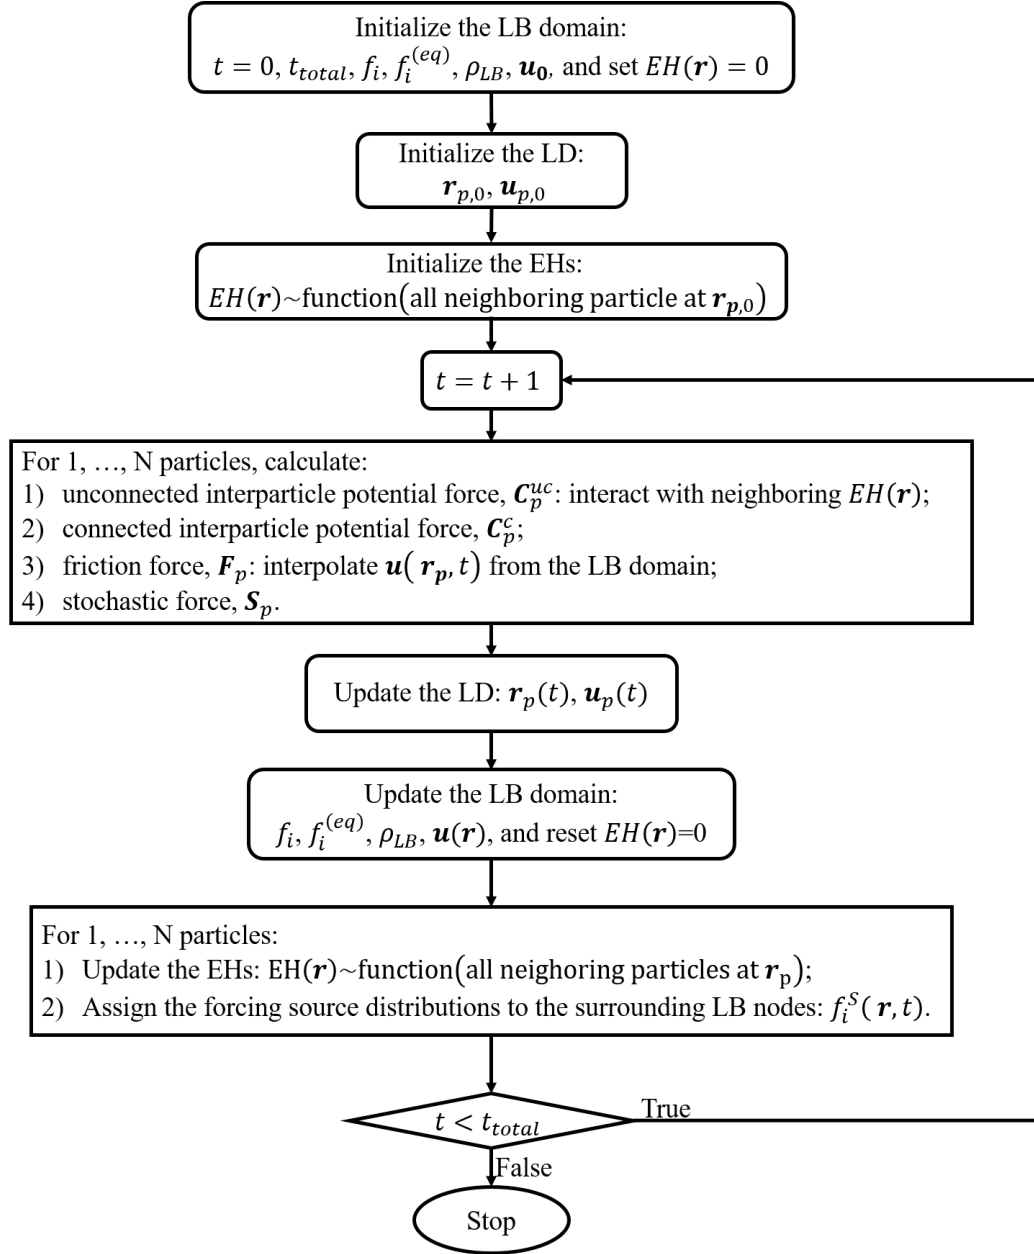 Initialize the LB domain:
t = 0, t_total, f_i, f_i^(eq), ρ_LB, u_0, and set EH(r) = 0
Initialize the LD:
r_p,0, u_p,0
Initialize the EHs:
EH(r)~function(all neighboring particle at r_p,0)
t = t + 1
For 1, …, N particles, calculate:
1) unconnected interparticle potential force, C_p^uc: interact with neighboring EH(r);
2) connected interparticle potential force, C_p^c;
3) friction force, F_p: interpolate u( r_p, t) from the LB domain;
4) stochastic force, S_p.
Update the LD: r_p(t), u_p(t)
Update the LB domain:
f_i, f_i^(eq), ρ_LB, u(r), and reset EH(r)=0
For 1, …, N particles:
1) Update the EHs: EH(r)~function(all neighoring particles at r_p);
2) Assign the forcing source distributions to the surrounding LB nodes: f_i^S( r, t).
t < t_total
True
False
Stop